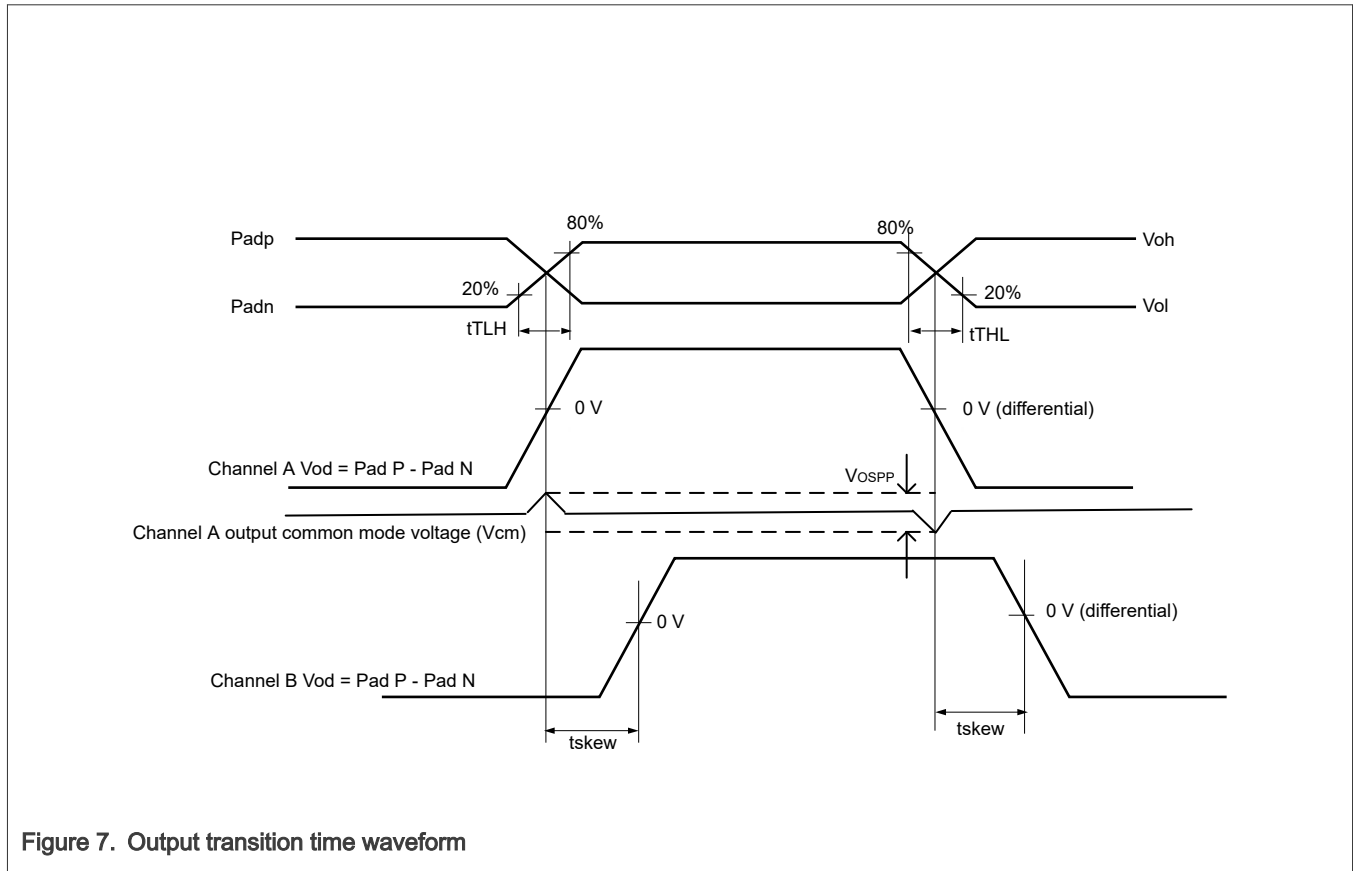 80%
80%
Padp
Voh
20%
20%
Padn
Vol
tTLH
tTHL
0 V
0 V (differential)
Channel A Vod = Pad P - Pad N
VOSPP
Channel A output common mode voltage (Vcm)
0 V
0 V (differential)
Channel B Vod = Pad P - Pad N
tskew
tskew
Figure 7. Output transition time waveform